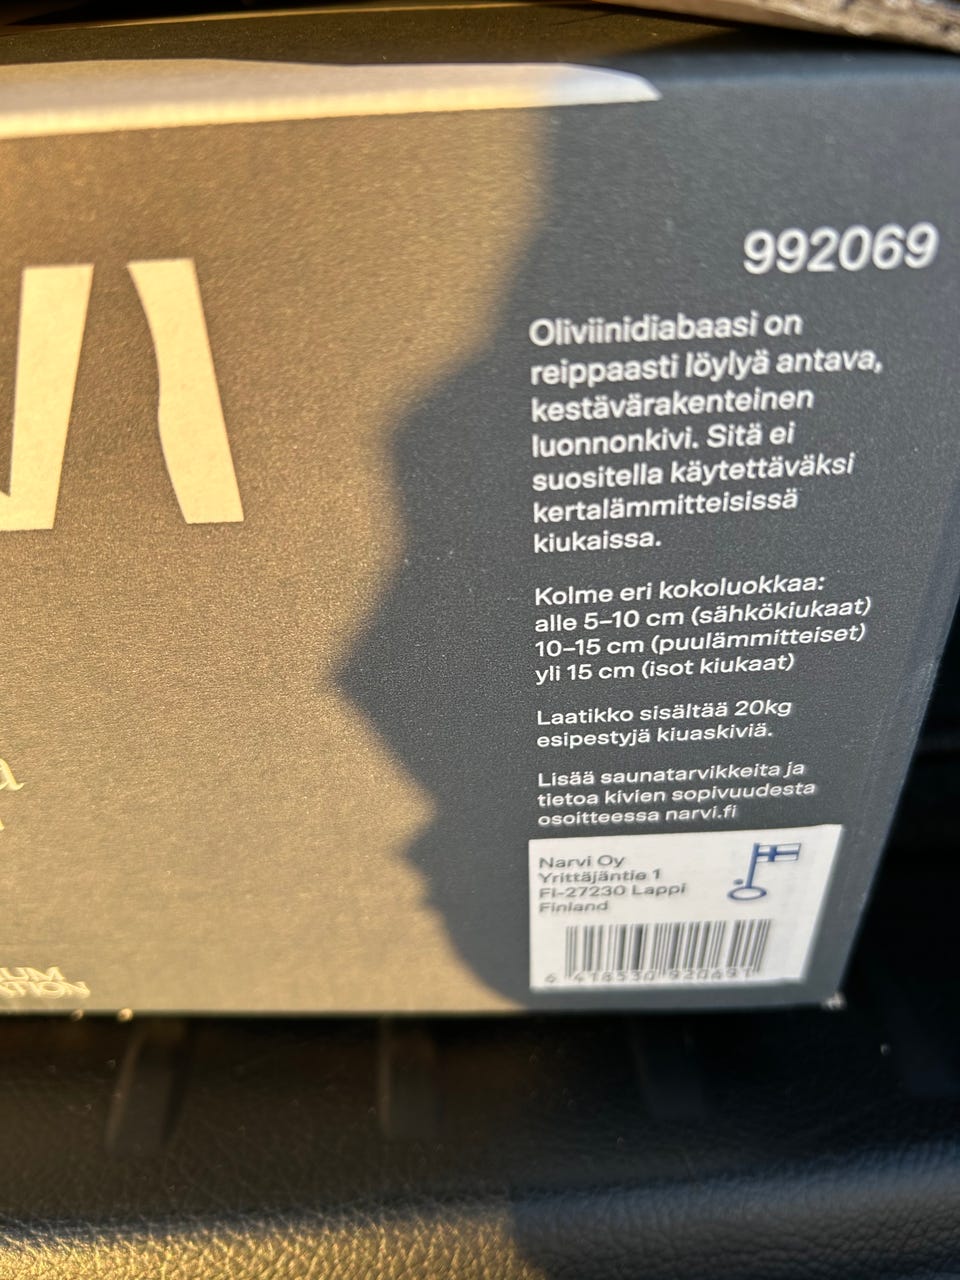 992069
Oliviinidiabaasi on
reippaasti löylyä antava,
kestävärakenteinen
luonnonkivi. Sitä ei
suositella käytettäväksi
kertalämmitteisissä
kiukaissa.
Kolme eri kokoluokkaa:
alle 5–10 cm (sähkökiukaat)
10–15 cm (puulämmitteiset)
yli 15 cm (isot kiukaat)
Laatikko sisältää 20kg
esipestyjä kiuaskiviä.
Lisää saunatarvikkeita ja
tietoa kivien sopivuudesta
osoitteessa narvi.fi
Narvi Oy
Yrittäjäntie 1
FI-27230 Lappi
Finland
6 418530 920691